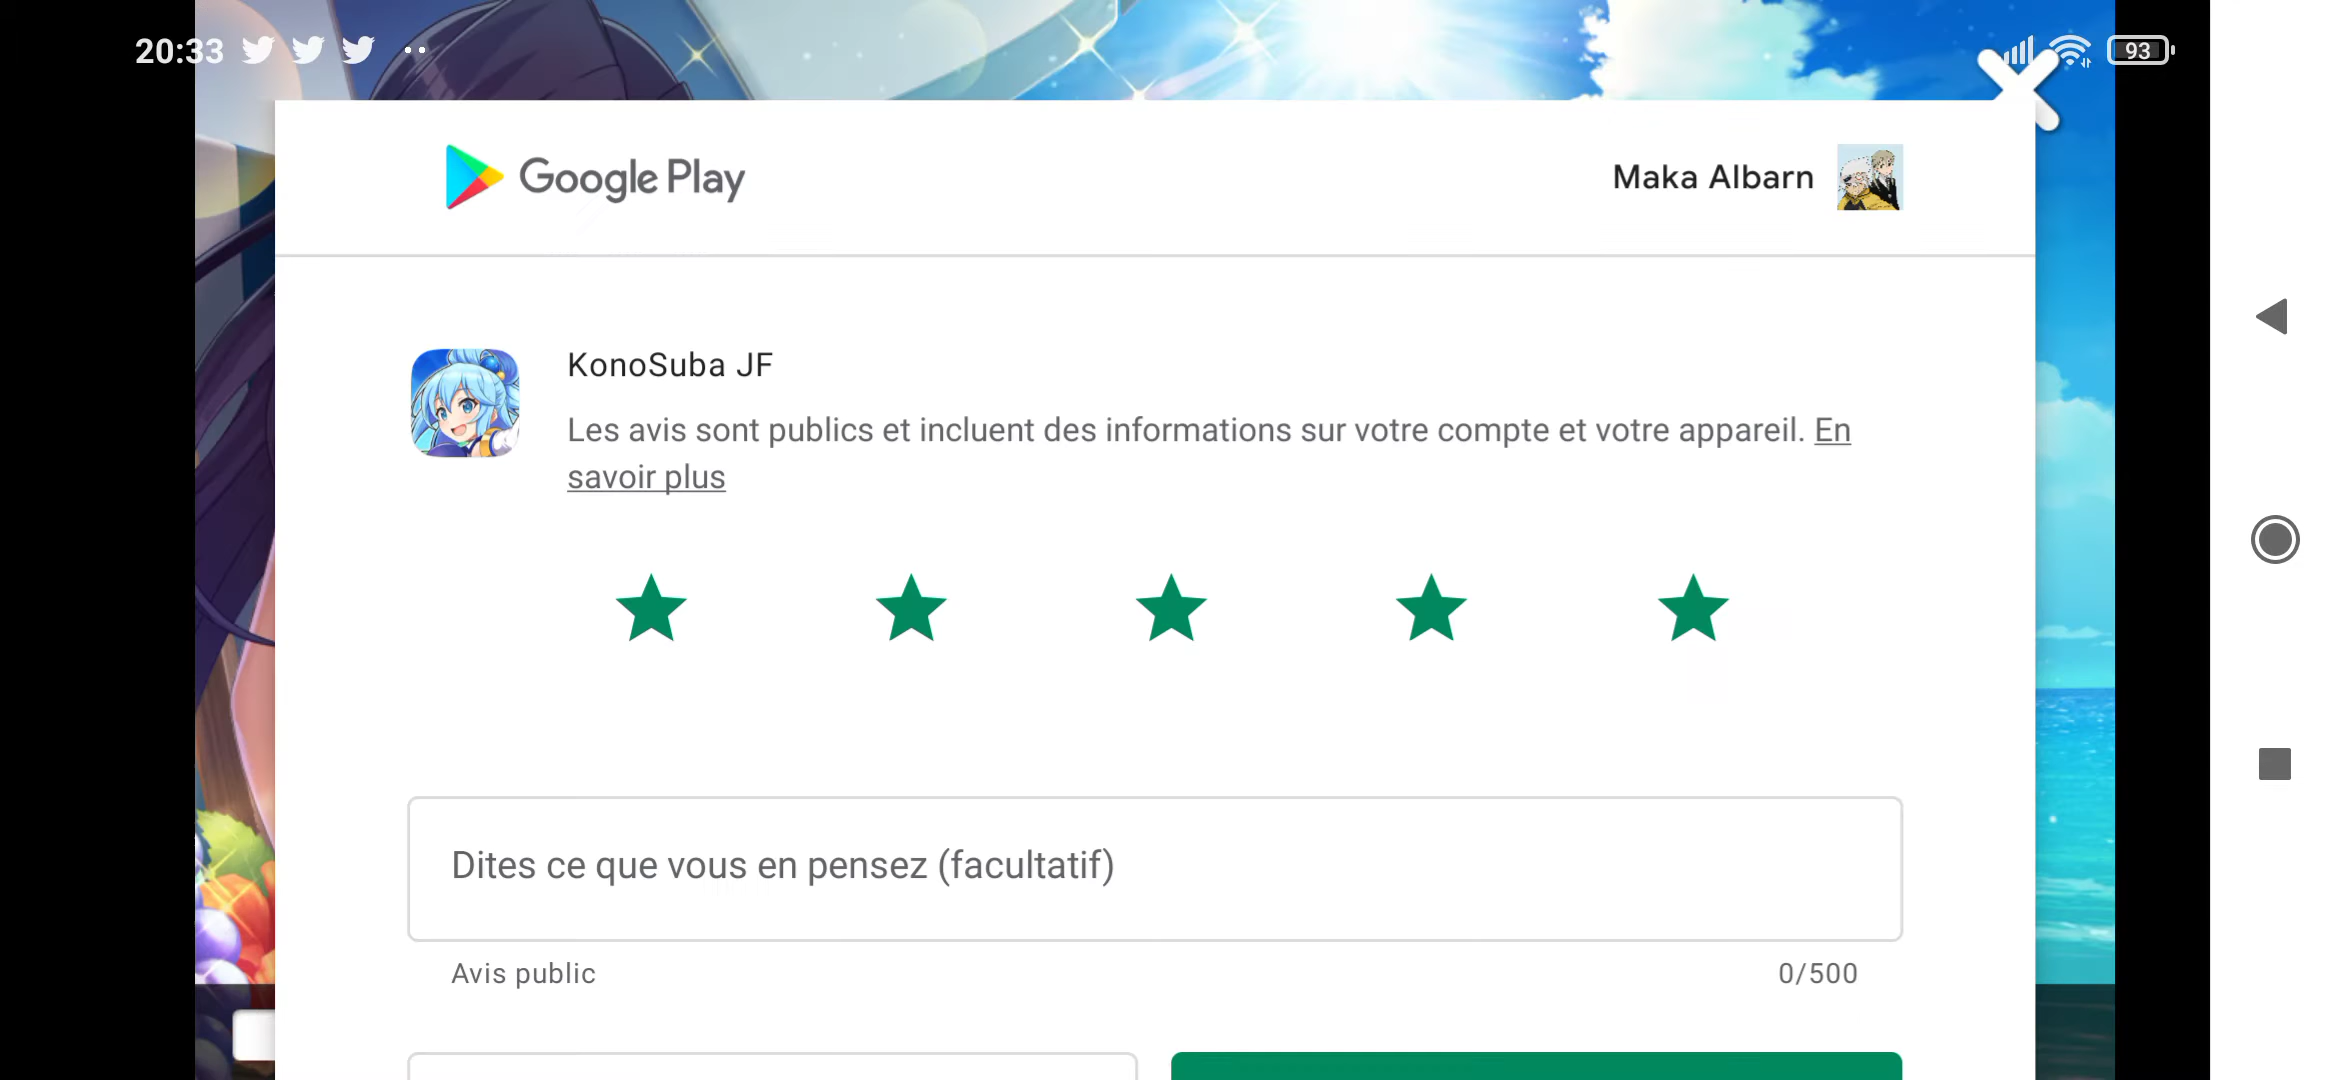 20:33
93
Google Play
Maka Albarn
KonoSuba JF
Les avis sont publics et incluent des informations sur votre compte et votre appareil. En
savoir plus
Dites ce que vous en pensez (facultatif)
Avis public
0/500